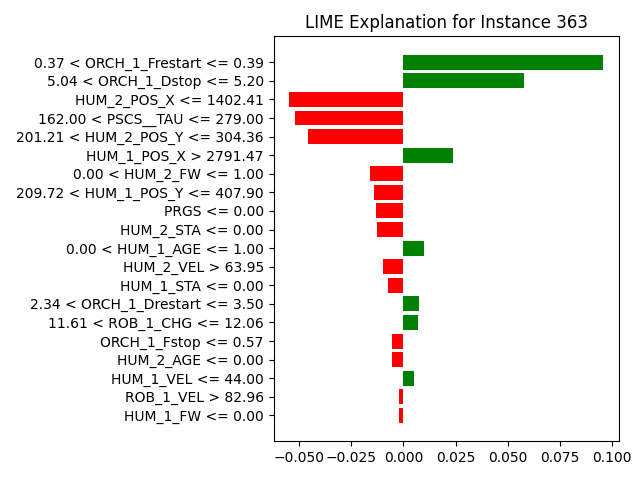 LIME Explanation for Instance 363
0.37 < ORCH_1_Frestart <= 0.39
5.04 < ORCH_1_Dstop <= 5.20
HUM_2_POS_X <= 1402.41
162.00 < PSCS__TAU <= 279.00
201.21 < HUM_2_POS_Y <= 304.36
HUM_1_POS_X > 2791.47
0.00 < HUM_2_FW <= 1.00
209.72 < HUM_1_POS_Y <= 407.90
PRGS <= 0.00
HUM_2_STA <= 0.00
0.00 < HUM_1_AGE <= 1.00
HUM_2_VEL > 63.95
HUM_1_STA <= 0.00
2.34 < ORCH_1_Drestart <= 3.50
11.61 < ROB_1_CHG <= 12.06
ORCH_1_Fstop <= 0.57
HUM_2_AGE <= 0.00
HUM_1_VEL <= 44.00
ROB_1_VEL > 82.96
HUM_1_FW <= 0.00
−0.050 −0.025 0.000 0.025 0.050 0.075 0.100